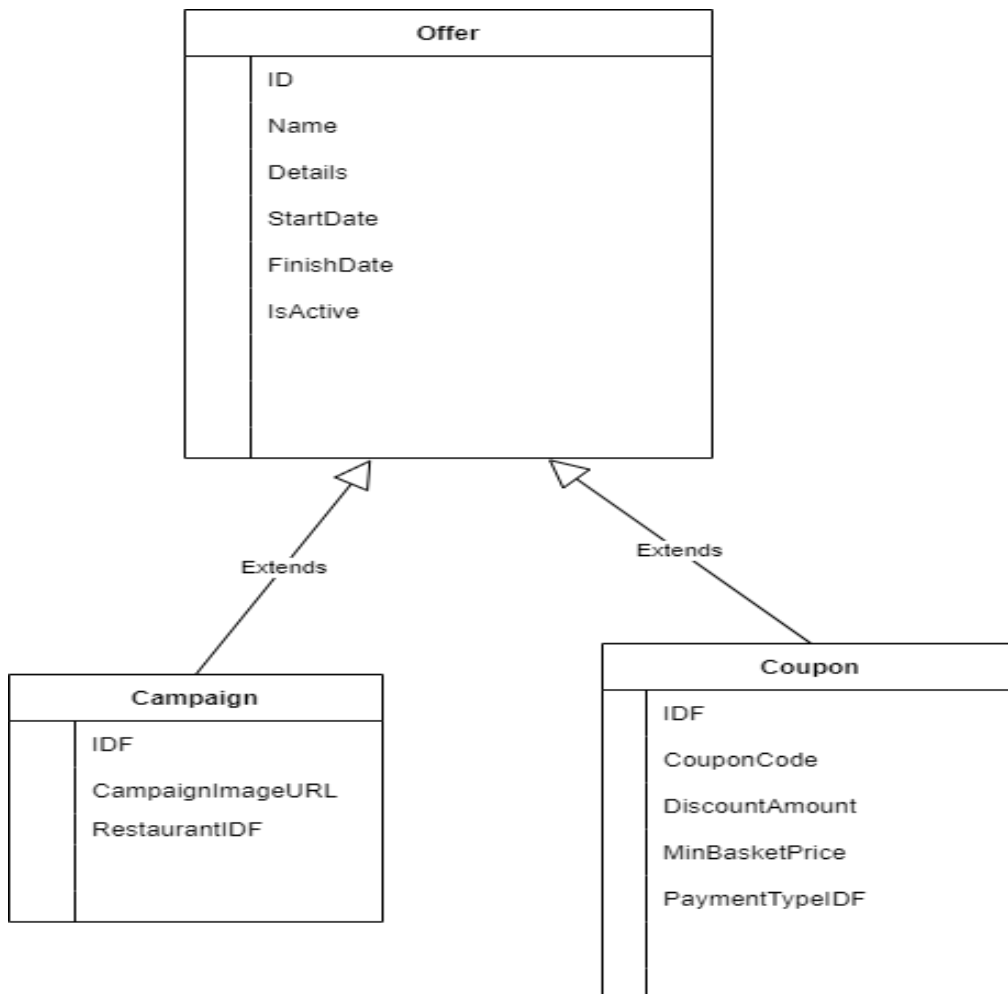 Offer
ID
Name
Details
StartDate
FinishDate
IsActive
Extends
Extends
Campaign
IDF
CampaignImageURL
RestaurantIDF
Coupon
IDF
CouponCode
DiscountAmount
MinBasketPrice
PaymentTypeIDF